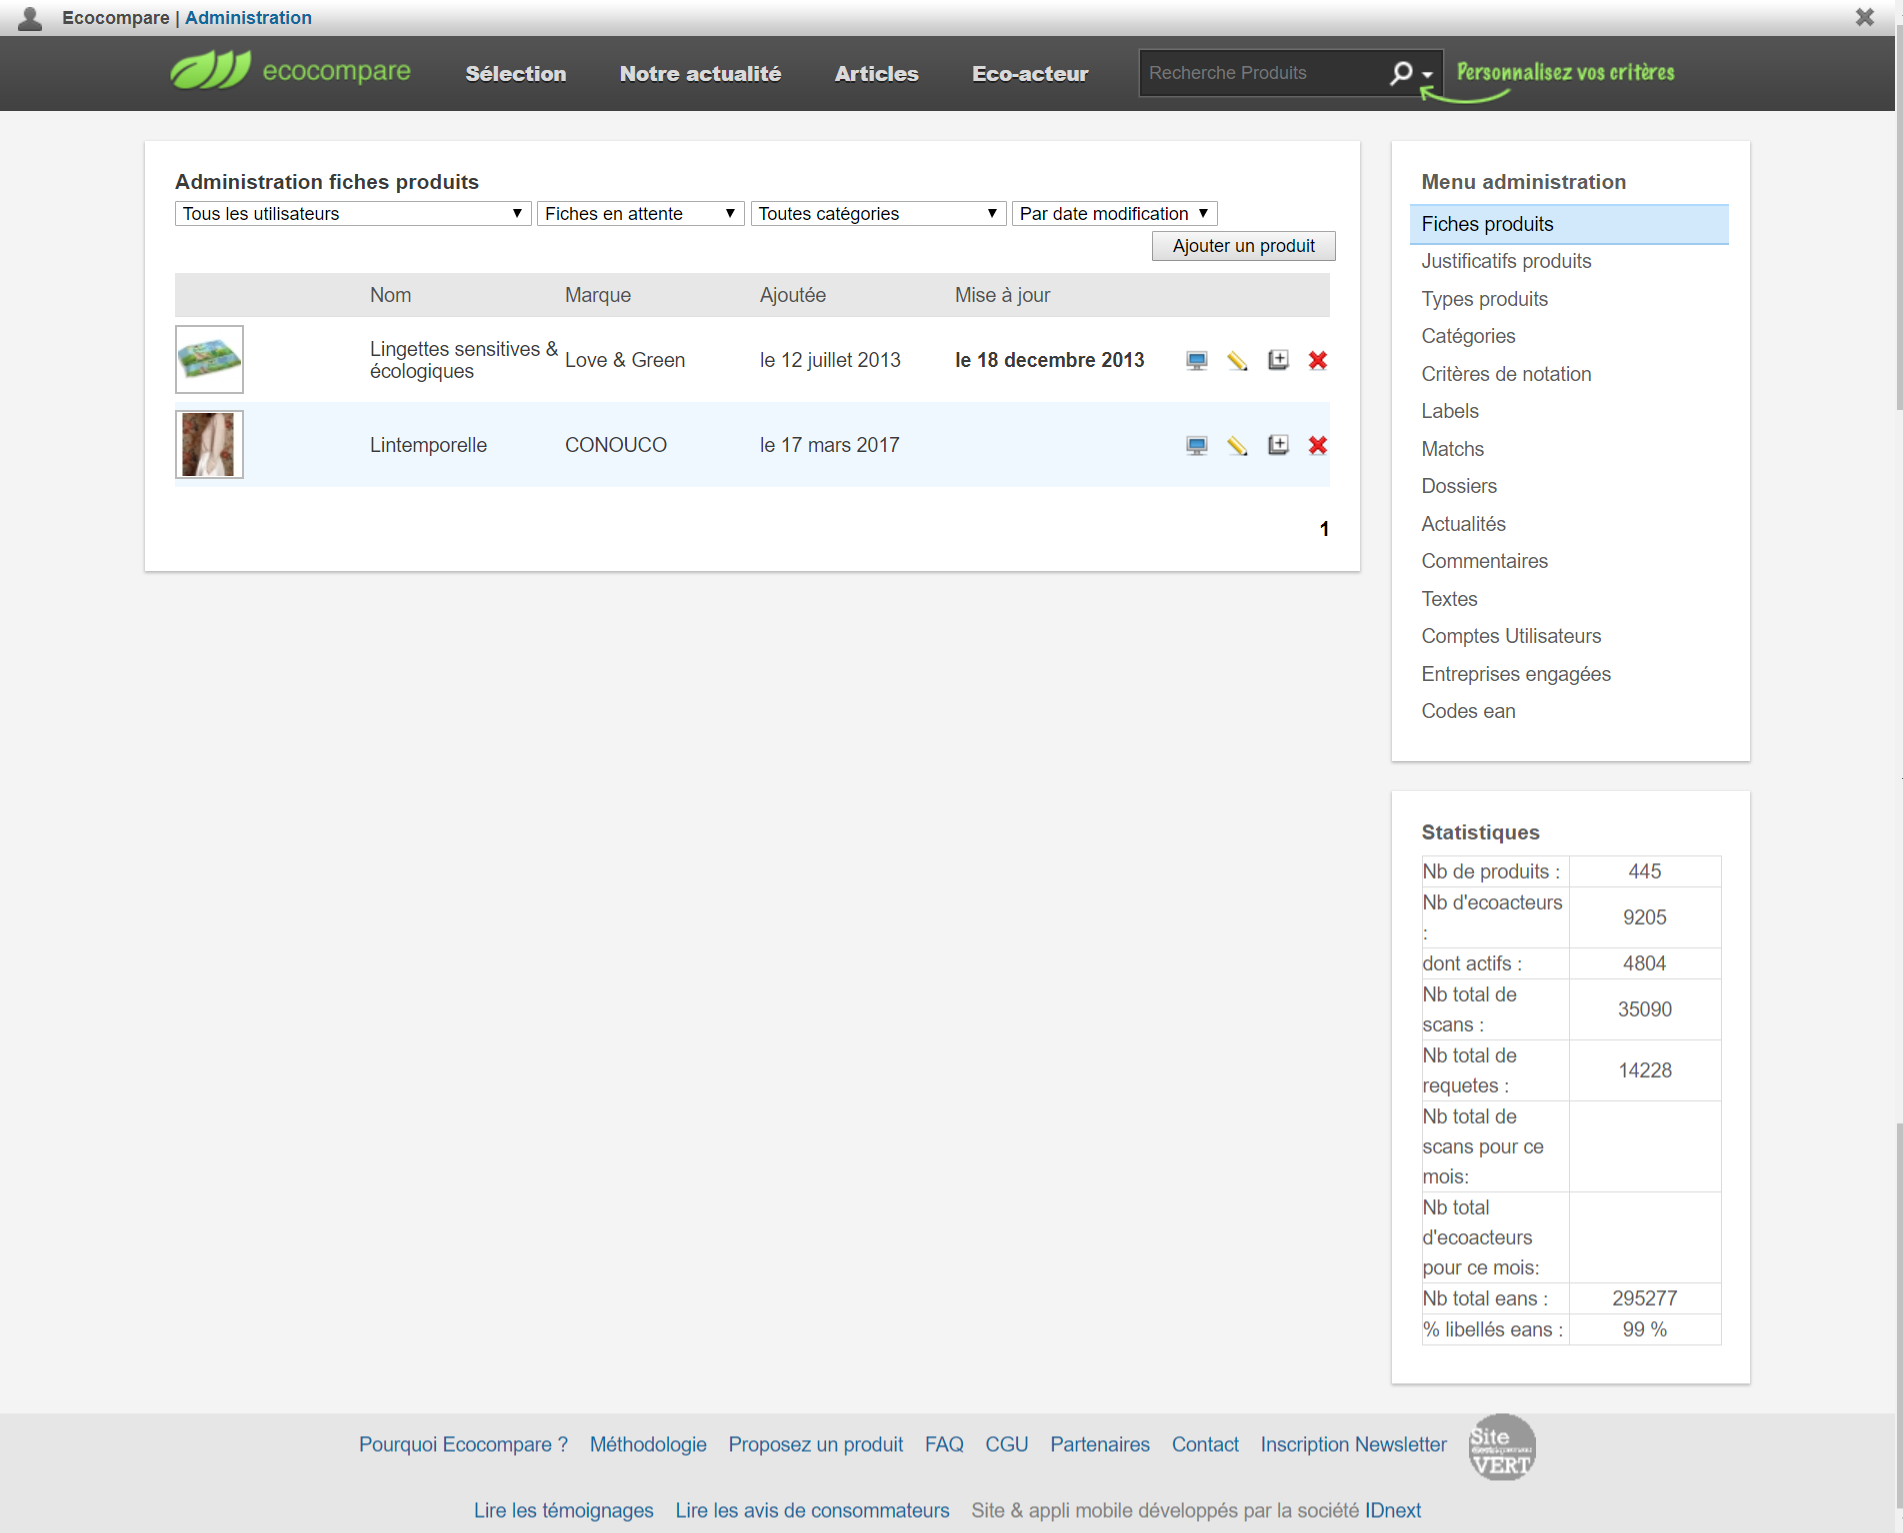 Ecocompare | Administration
ecocompare
Sélection
Notre actualité
Articles
Eco-acteur
Recherche Produits
Personnalisez vos critères
Administration fiches produits
Tous les utilisateurs
Fiches en attente
Toutes catégories
Par date modification
Ajouter un produit
Nom Marque Ajoutée Mise à jour
Lingettes sensitives &
écologiques
Love & Green
le 12 juillet 2013
le 18 decembre 2013
Lintemporelle CONOUCO le 17 mars 2017
1
Menu administration
Fiches produits
Justificatifs produits
Types produits
Catégories
Critères de notation
Labels
Matchs
Dossiers
Actualités
Commentaires
Textes
Comptes Utilisateurs
Entreprises engagées
Codes ean
Statistiques
Nb de produits : 445
Nb d'ecoacteurs
: 9205
dont actifs : 4804
Nb total de
scans : 35090
Nb total de
requetes : 14228
Nb total de
scans pour ce
mois:
Nb total
d'ecoacteurs
pour ce mois:
Nb total eans : 295277
% libellés eans : 99 %
Pourquoi Ecocompare ? Méthodologie Proposez un produit FAQ CGU Partenaires Contact Inscription Newsletter
Site
VERT
Lire les témoignages Lire les avis de consommateurs Site & appli mobile développés par la société IDnext